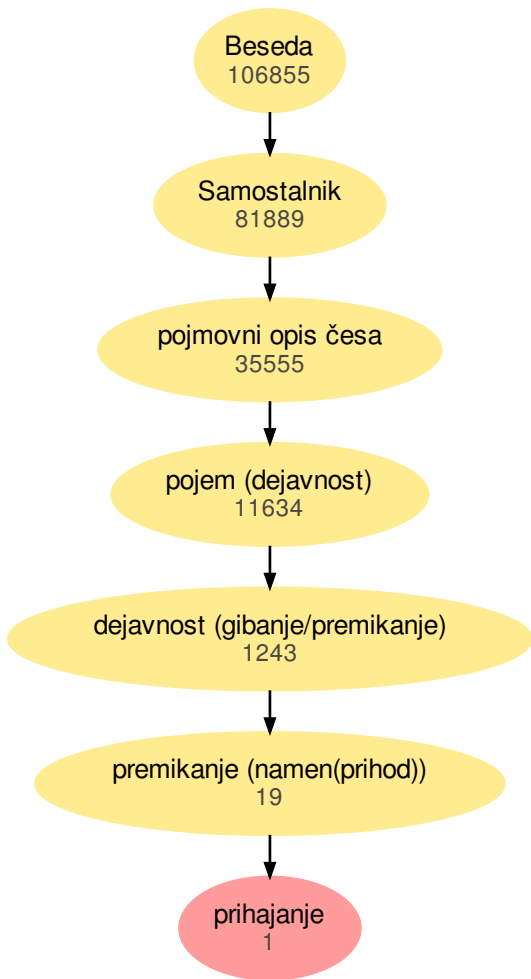 Beseda
106855
Samostalnik
81889
pojmovni opis česa
35555
pojem (dejavnost)
11634
dejavnost (gibanje/premikanje)
1243
premikanje (namen(prihod))
19
prihajanje
1